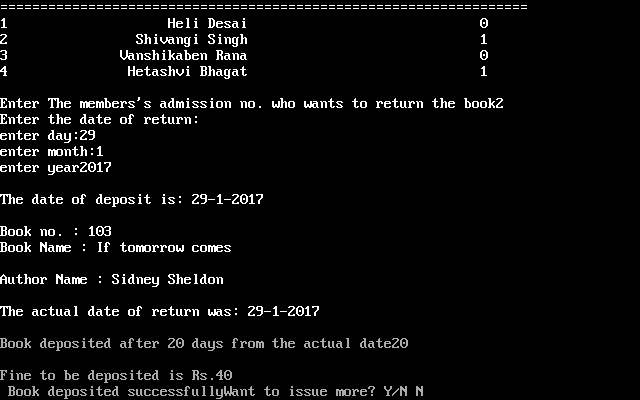 ==================================================================
1 Heli Desai 0
2 Shivangi Singh 1
3 Vanshikaben Rana 0
4 Hetashvi Bhagat 1
Enter The members's admission no. who wants to return the book2
Enter the date of return:
enter day:29
enter month:1
enter year2017
The date of deposit is: 29-1-2017
Book no. : 103
Book Name : If tomorrow comes
Author Name : Sidney Sheldon
The actual date of return was: 29-1-2017
Book deposited after 20 days from the actual date20
Fine to be deposited is Rs.40
Book deposited successfullyWant to issue more? Y/N N